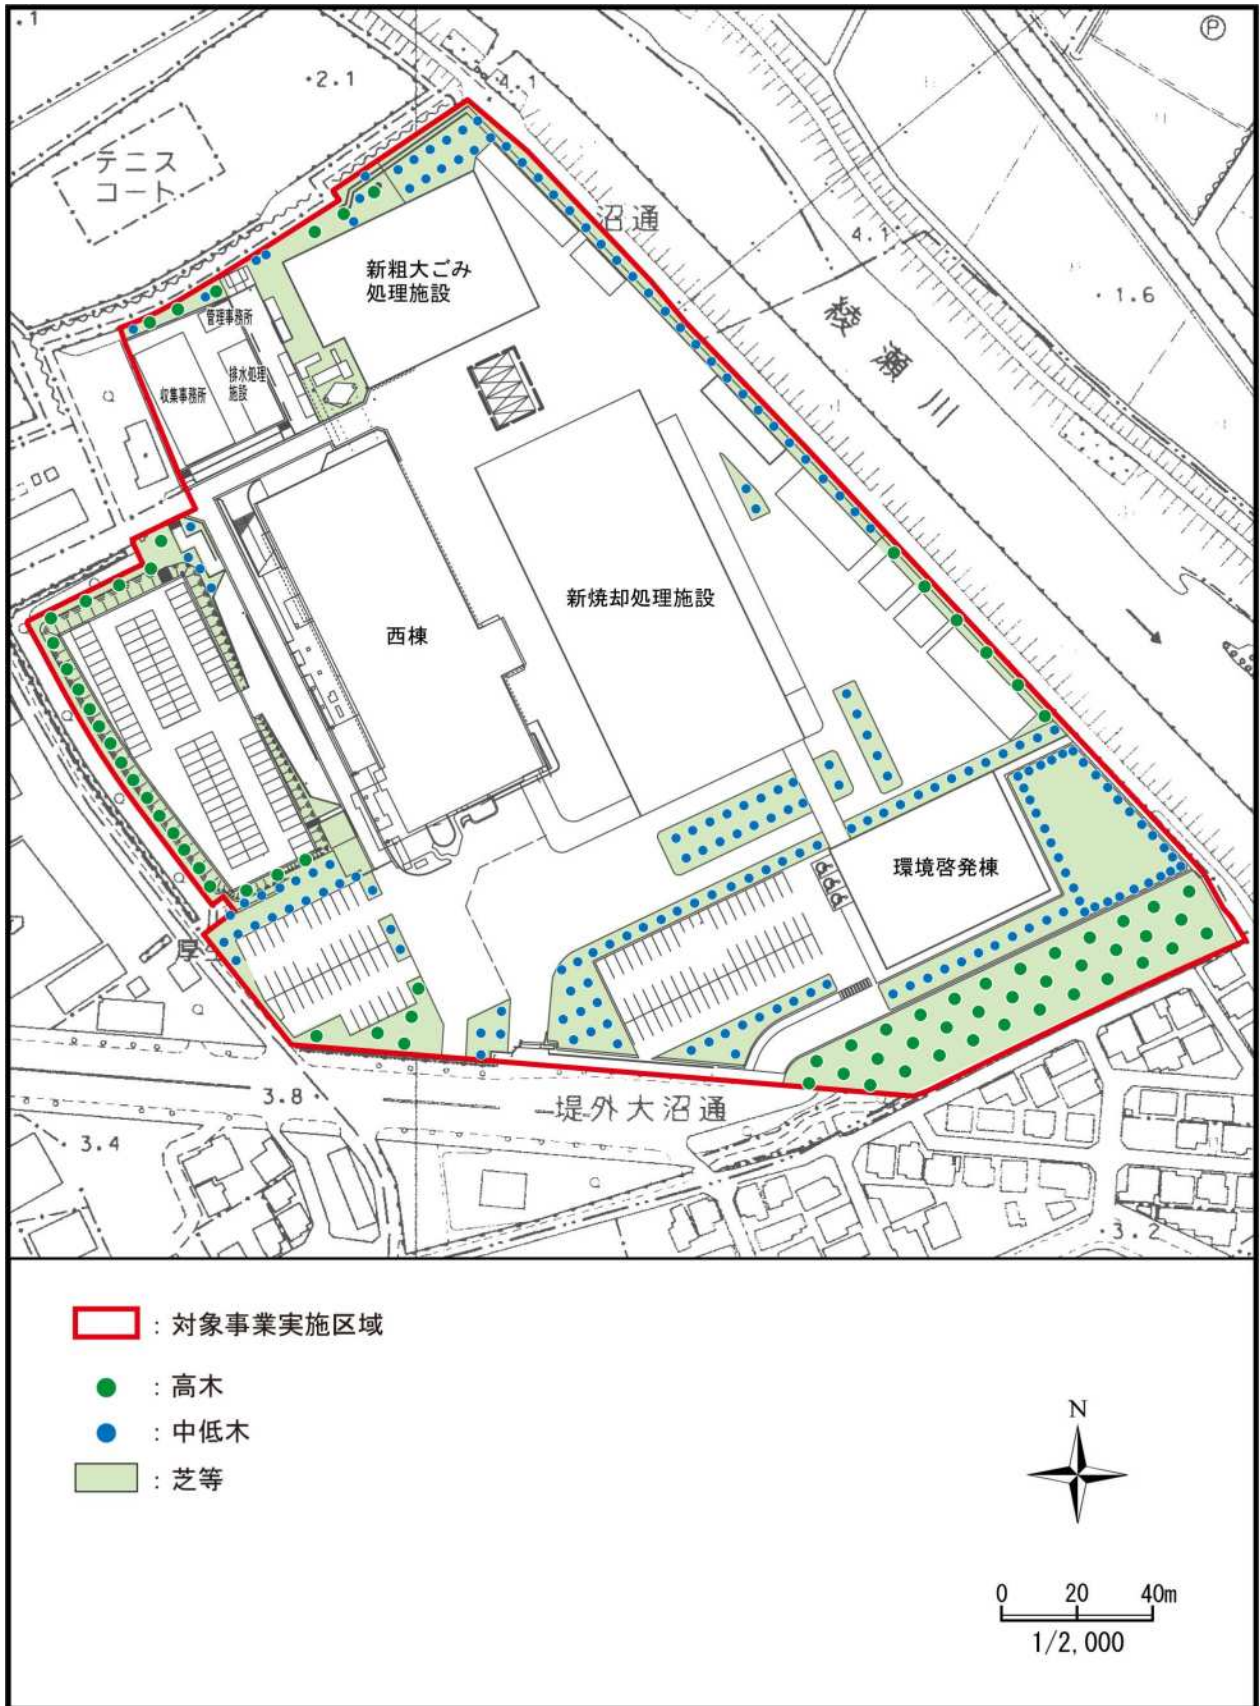 .1
Ⓟ
・2.1
・4.1
テニス
コート
沼通
4.1
・1.6
新粗大ごみ
処理施設
綾瀬川
管理事務所
排水処理
施設
収集事務所
新焼却処理施設
西棟
環境啓発棟
3.8・
堤外大沼通
・3.4
・3.2
：対象事業実施区域
：高木
：中低木
：芝等
N
0 20 40m
1/2,000